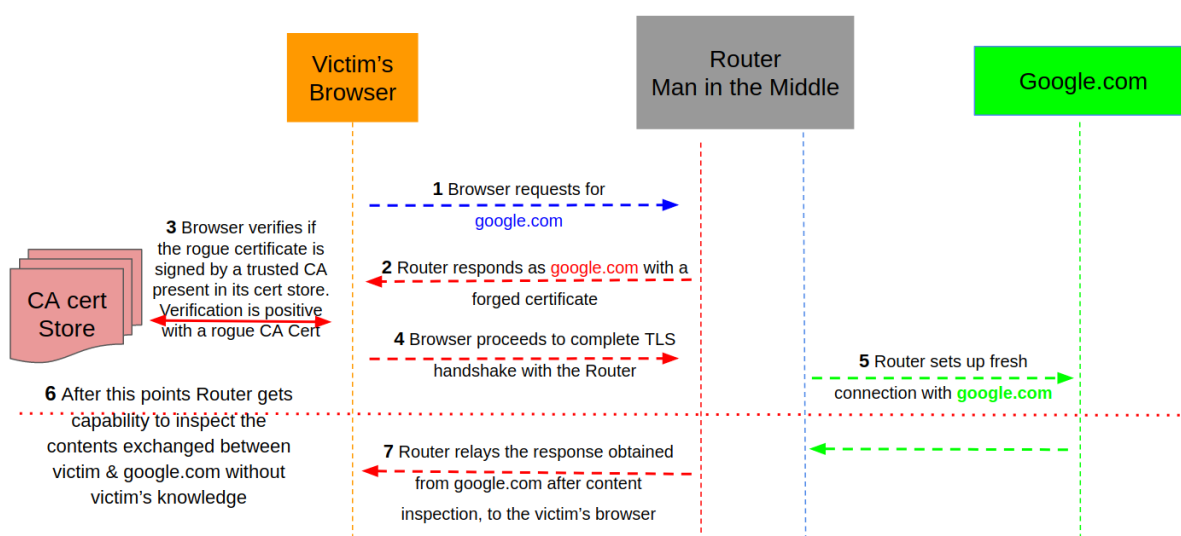 Victim's
Browser
Router
Man in the Middle
Google.com
1 Browser requests for
google.com
2 Router responds as google.com with a
forged certificate
3 Browser verifies if
the rogue certificate is
signed by a trusted CA
present in its cert store.
Verification is positive
with a rogue CA Cert
CA cert
Store
4 Browser proceeds to complete TLS
handshake with the Router
5 Router sets up fresh
connection with google.com
6 After this points Router gets
capability to inspect the
contents exchanged between
victim & google.com without
victim's knowledge
7 Router relays the response obtained
from google.com after content
inspection, to the victim's browser